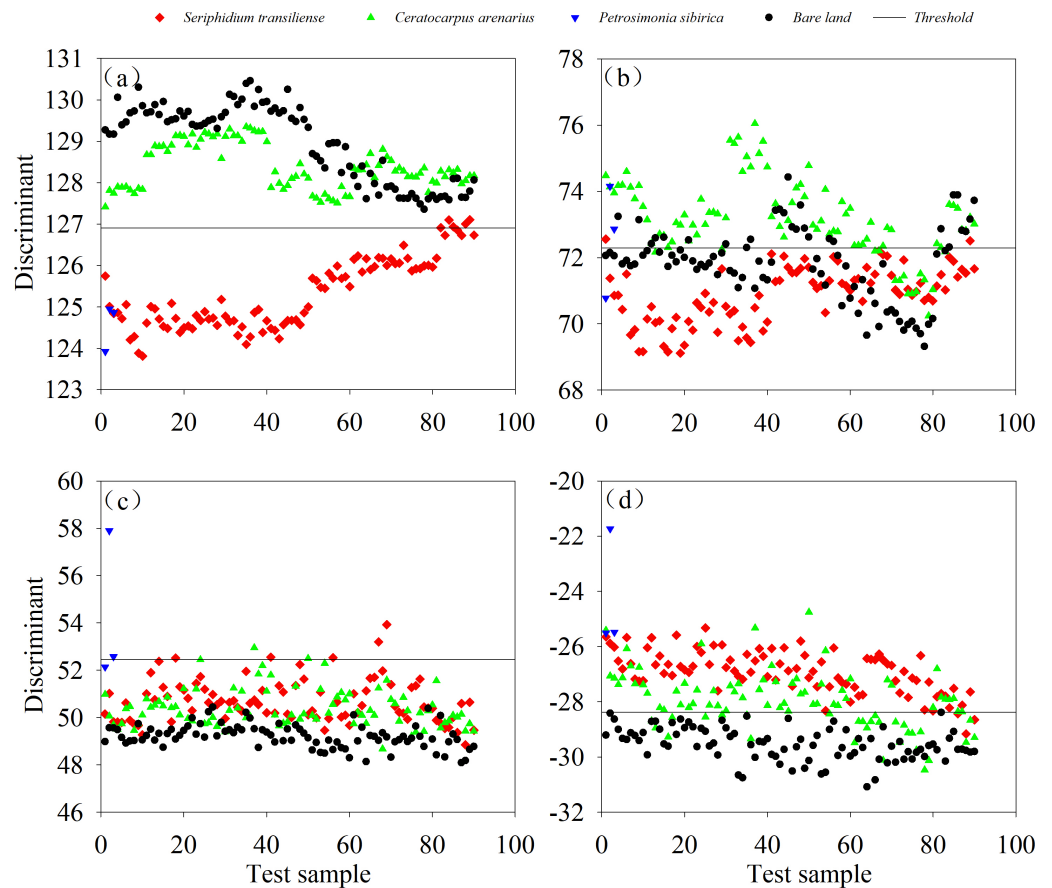 Seriphidium transiliense Ceratocarpus arenarius Petrosimonia sibirica Bare land Threshold
131
130
129
128
127
126
125
124
123
Discriminant
(a)
0 20 40 60 80 100
78
76
74
72
70
68
(b)
0 20 40 60 80 100
60
58
56
54
52
50
48
46
Discriminant
(c)
0 20 40 60 80 100
Test sample
-20
-22
-24
-26
-28
-30
-32
(d)
0 20 40 60 80 100
Test sample